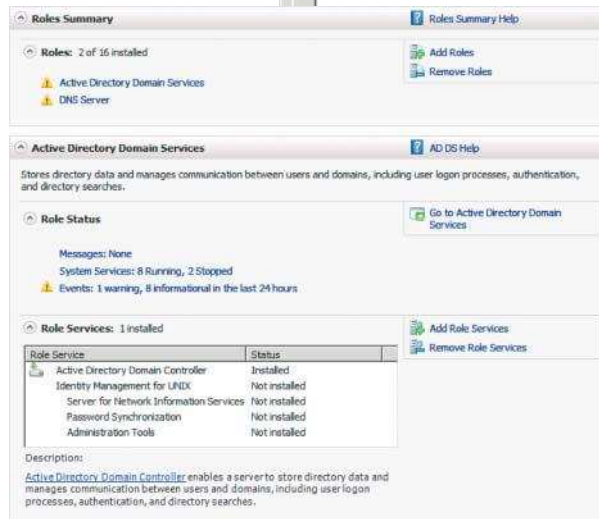 Roles Summary
Roles Summary Help
Roles: 2 of 16 installed
Add Roles
Remove Roles
Active Directory Domain Services
DNS Server
Active Directory Domain Services
AD DS Help
Stores directory data and manages communication between users and domains, including user logon processes, authentication,
and directory searches.
Role Status
Go to Active Directory Domain
Services
Messages: None
System Services: 8 Running, 2 Stopped
Events: 1 warning, 8 informational in the last 24 hours
Role Services: 1 installed
Add Role Services
Remove Role Services
Role Service Status
Active Directory Domain Controller Installed
Identity Management for UNIX Not installed
Server for Network Information Services Not installed
Password Synchronization Not installed
Administration Tools Not installed
Description:
Active Directory Domain Controller enables a server to store directory data and
manages communication between users and domains, including user logon
processes, authentication, and directory searches.